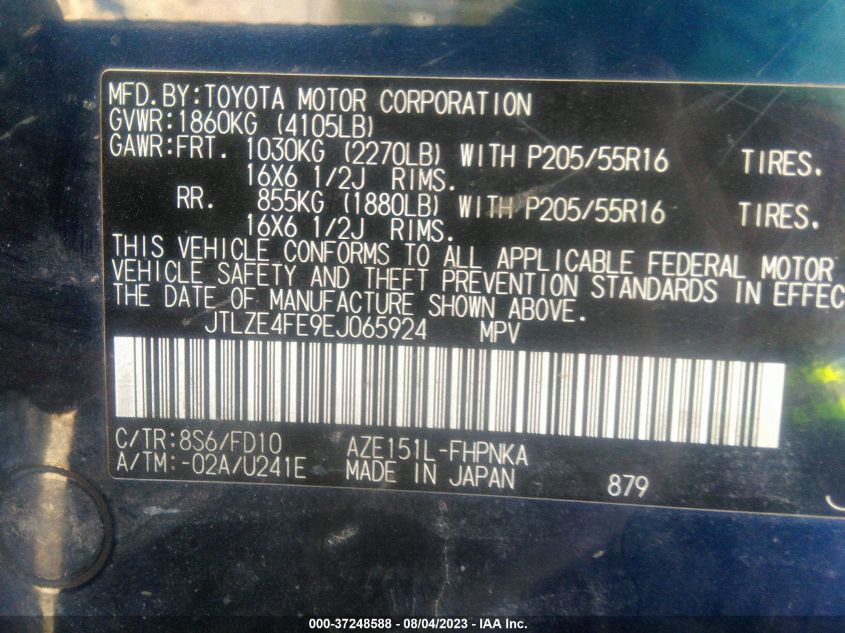 MFD.BY:TOYOTA MOTOR CORPORATION
GVWR:1860KG (4105LB)
GAWR:FRT. 1030KG (2270LB) WITH P205/55R16 TIRES.
16X6 1/2J RIMS.
RR. 855KG (1880LB) WITH P205/55R16 TIRES.
16X6 1/2J RIMS.
THIS VEHICLE CONFORMS TO ALL APPLICABLE FEDERAL MOTOR
VEHICLE SAFETY AND THEFT PREVENTION STANDARDS IN EFFEC
THE DATE OF MANUFACTURE SHOWN ABOVE.
JTLZE4FE9EJ065924 MPV
C/TR:8S6/FD10 AZE151L-FHPNKA
A/TM:-02A/U241E MADE IN JAPAN 879
000-37248588 - 08/04/2023 - IAA Inc.